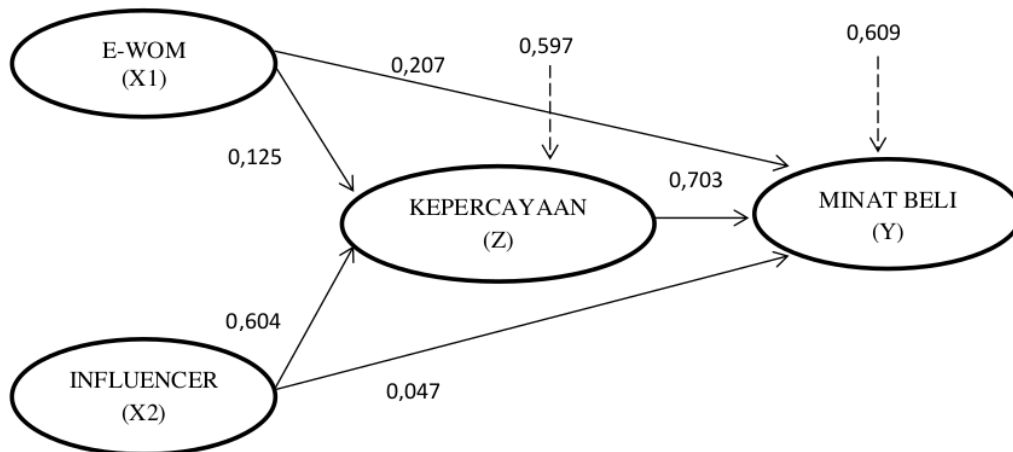 E-WOM
(X1)
0,207
0,597
0,609
0,125
KEPERCAYAAN
(Z)
0,703
MINAT BELI
(Y)
0,604
INFLUENCER
(X2)
0,047